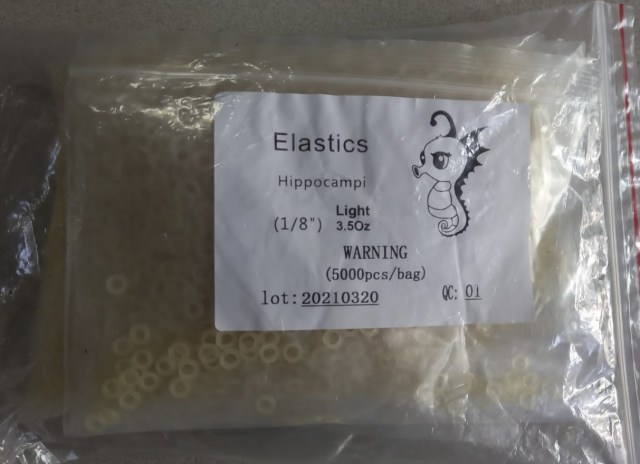 Elastics
Hippocampi
(1/8") Light
3.5Oz
WARNING
(5000pcs/bag)
lot: 20210320 QC: 01